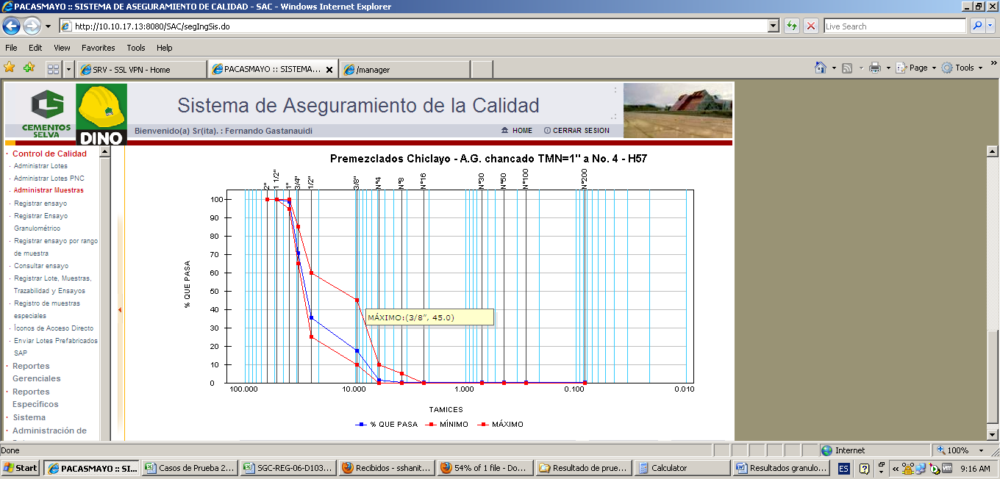 PACASMAYO :: SISTEMA DE ASEGURAMIENTO DE CALIDAD - SAC - Windows Internet Explorer
http://10.10.17.13:8080/SAC/segIngSis.do
Live Search
File Edit View Favorites Tools Help
SRV - SSL VPN - Home
PACASMAYO :: SISTEMA...
/manager
Page Tools
CEMENTOS
SELVA
DINO
Sistema de Aseguramiento de la Calidad
Bienvenido(a) Sr(ita). : Fernando Gastanauidi
HOME
CERRAR SESION
· Control de Calidad
· Administrar Lotes
· Administrar Lotes PNC
· Administrar Muestras
· Registrar ensayo
· Registrar Ensayo
Granulométrico
· Registrar ensayo por rango
de muestra
· Consultar ensayo
· Registrar Lote, Muestras,
Trazabilidad y Ensayos
· Registro de muestras
especiales
· Íconos de Acceso Directo
· Enviar Lotes Prefabricados
SAP
· Reportes
Gerenciales
· Reportes
Específicos
· Sistema
· Administración de
Premezclados Chiclayo - A.G. chancado TMN=1" a No. 4 - H57
2"
1 1/2"
1"
3/4"
1/2"
3/8"
N°4
N°8
N°16
N°30
N°50
N°100
N°200
% QUE PASA
100
90
80
70
60
50
40
30
20
10
0
MÁXIMO:(3/8", 45.0)
100.000
10.000
1.000
0.100
0.010
TAMICES
% QUE PASA MÍNIMO MÁXIMO
Done
Internet
100%
Start
PACASMAYO :: SI...
Casos de Prueba 2...
SGC-REG-06-D103...
Recibidos - sshanit...
54% of 1 file - Do...
Resultado de prue...
Calculator
Resultados granulo...
ES
9:16 AM